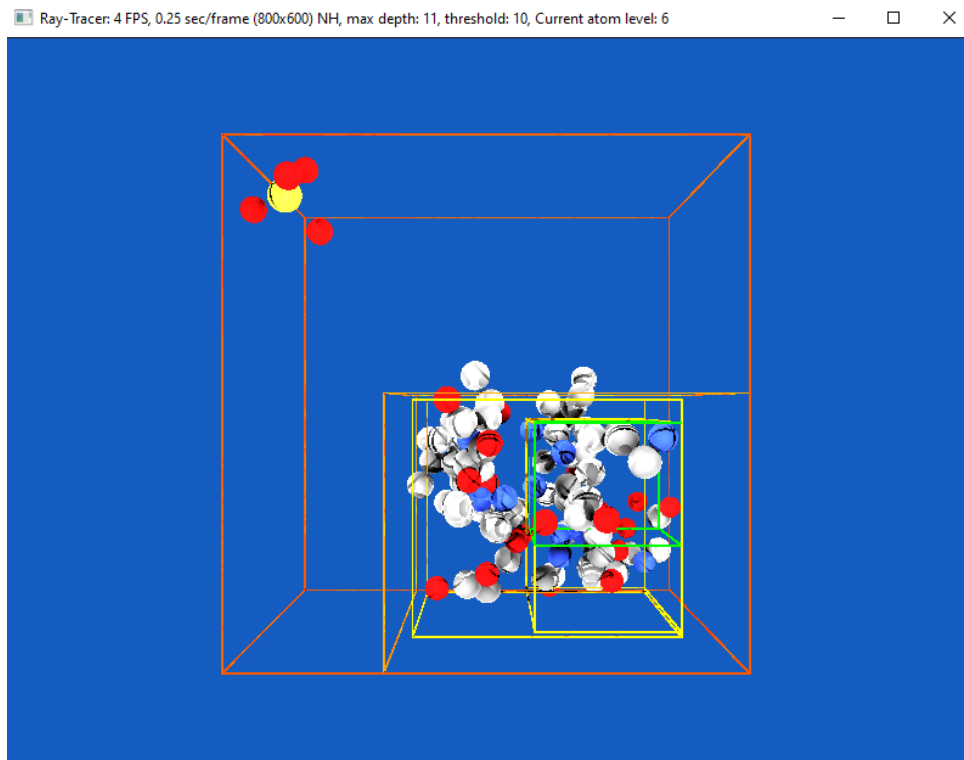 Ray-Tracer: 4 FPS, 0.25 sec/frame (800x600) NH, max depth: 11, threshold: 10, Current atom level: 6